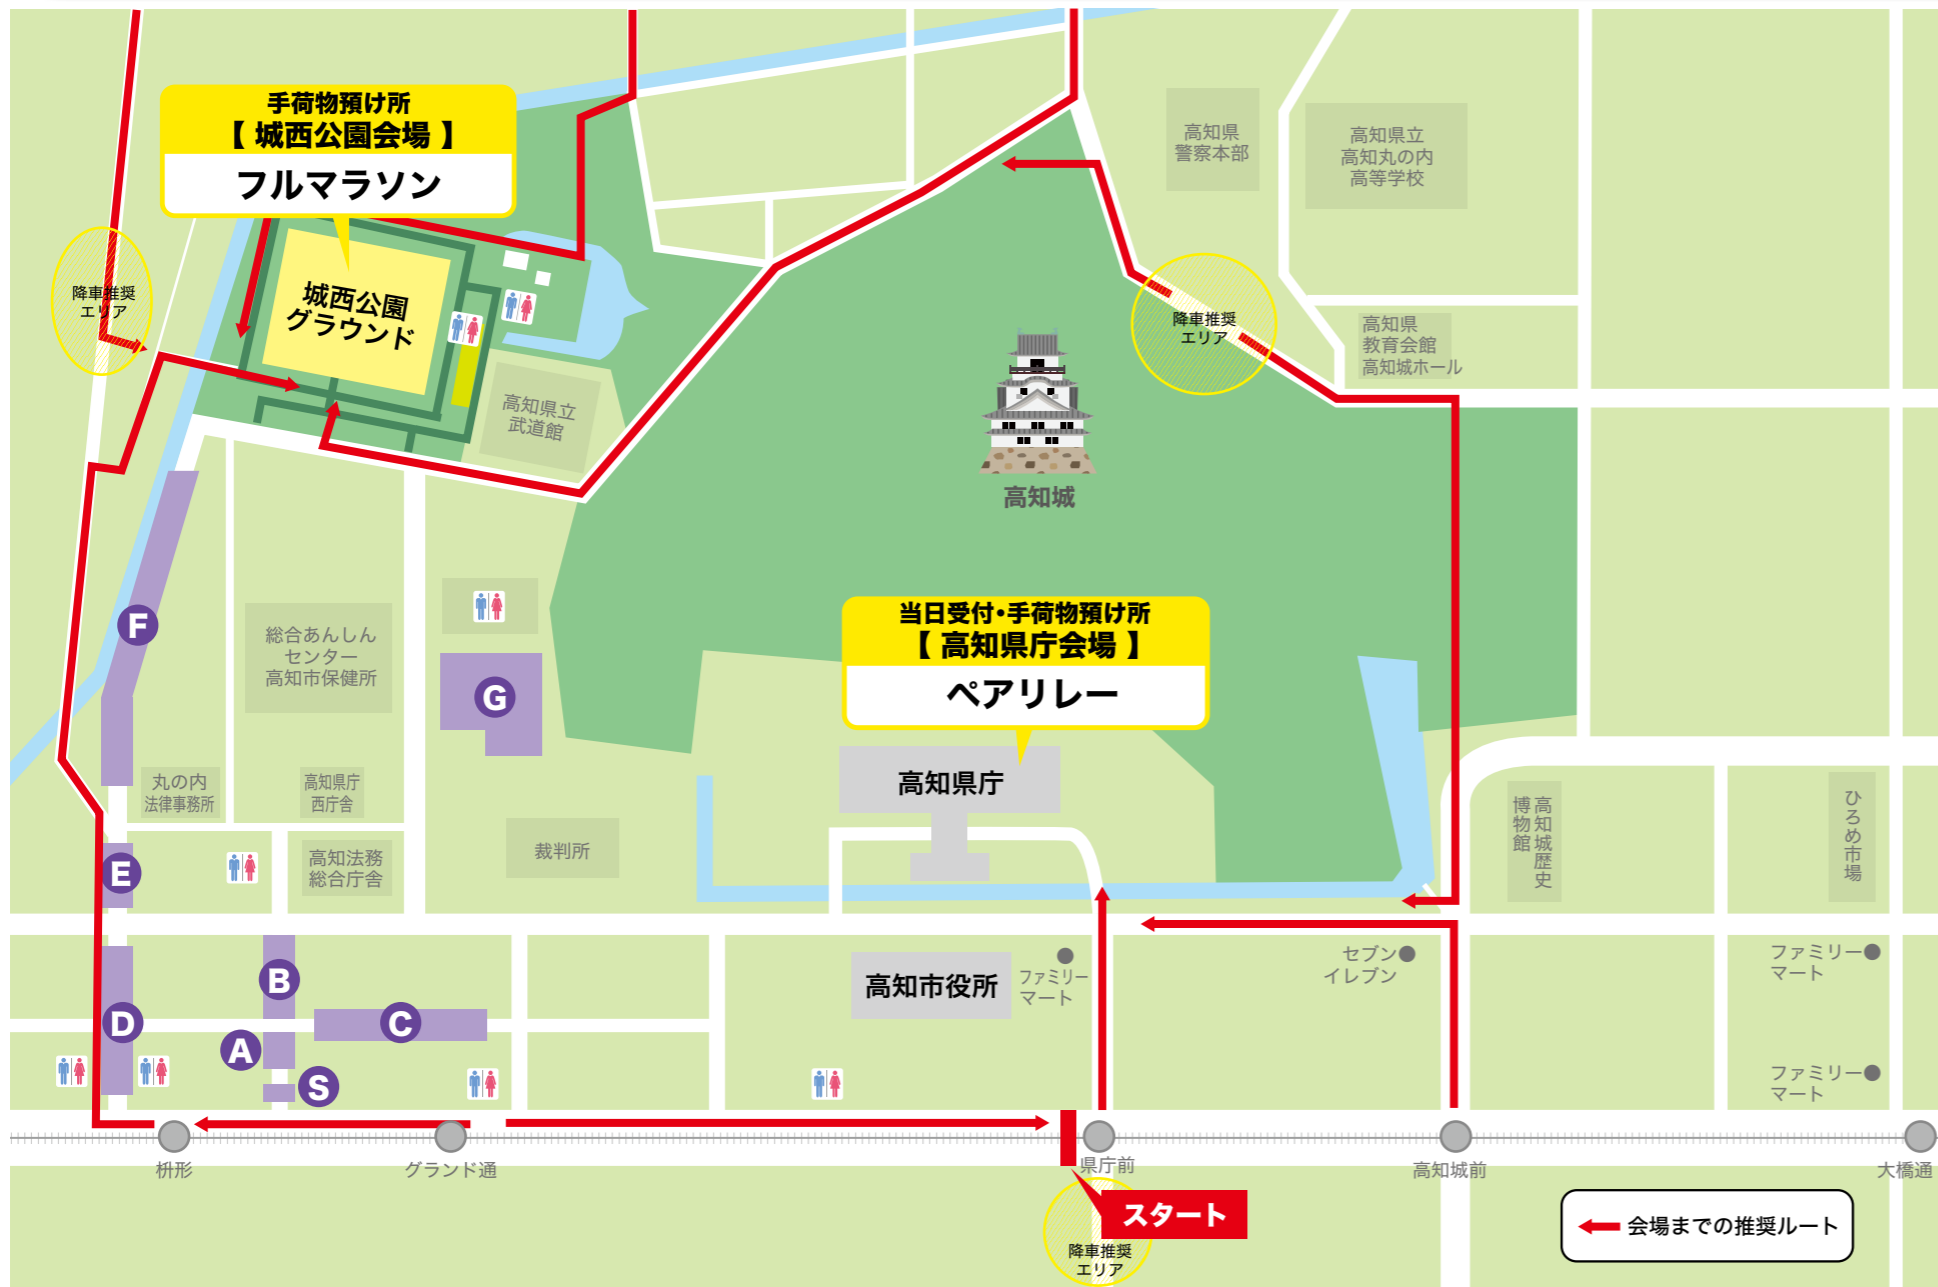 手荷物預け所
【 城西公園会場 】
フルマラソン
高知県
警察本部
高知県立
高知丸の内
高等学校
降車推奨
エリア
城西公園
グラウンド
降車推奨
エリア
高知県
教育会館
高知城ホール
高知県立
武道館
高知城
F
総合あんしん
センター
高知市保健所
G
当日受付・手荷物預け所
【 高知県庁会場 】
ペアリレー
高知県庁
丸の内
法律事務所
高知県庁
西庁舎
高知城歴史
博物館
ひろめ市場
E
高知法務
総合庁舎
裁判所
B
高知市役所
ファミリー
マート
セブン
イレブン
ファミリー
マート
D
C
A
S
ファミリー
マート
枡形
グランド通
県庁前
高知城前
大橋通
スタート
降車推奨
エリア
会場までの推奨ルート